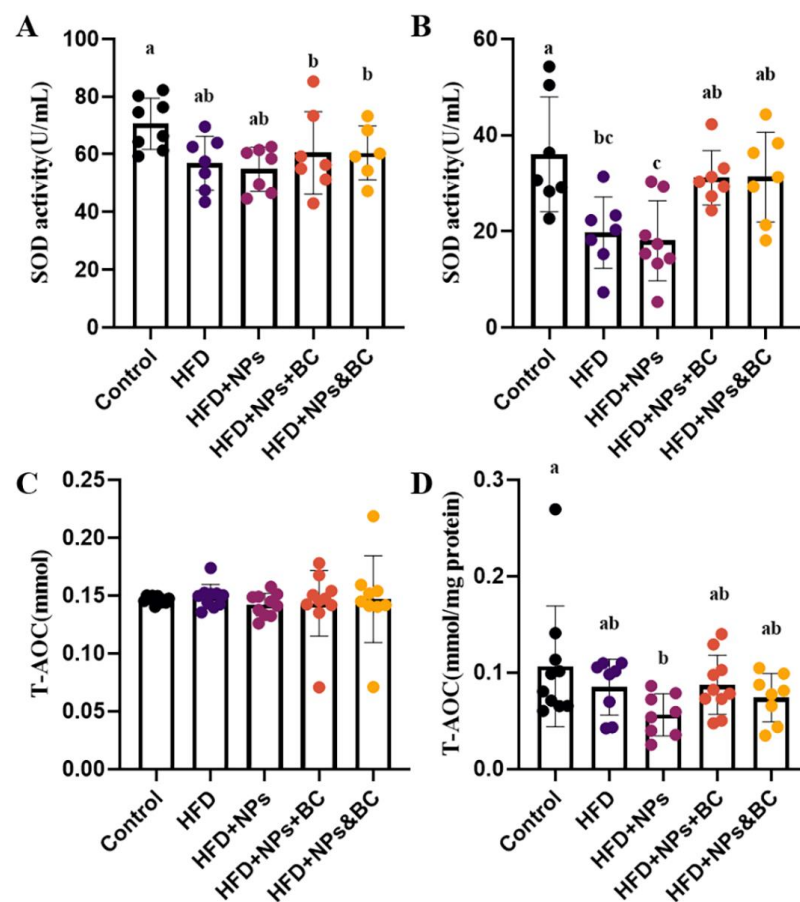 A
SOD activity(U/mL)
100
80
60
40
20
0
a
ab
ab
b
b
Control
HFD
HFD+NPs
HFD+NPs+BC
HFD+NPs&BC
B
SOD activity(U/mL)
60
40
20
0
a
bc
c
ab
ab
Control
HFD
HFD+NPs
HFD+NPs+BC
HFD+NPs&BC
C
T-AOC(mmol)
0.25
0.20
0.15
0.10
0.05
0.00
Control
HFD
HFD+NPs
HFD+NPs+BC
HFD+NPs&BC
D
T-AOC(mmol/mg protein)
0.3
0.2
0.1
0.0
a
ab
b
ab
ab
Control
HFD
HFD+NPs
HFD+NPs+BC
HFD+NPs&BC